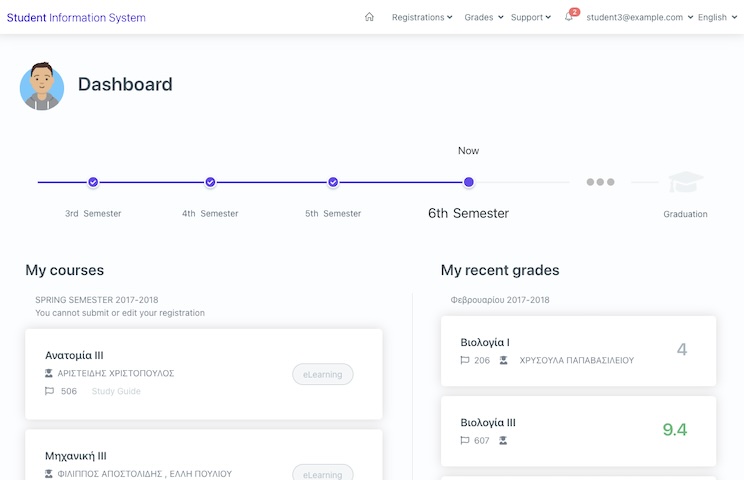 Student Information System
Registrations
Grades
Support
2
student3@example.com
English
Dashboard
Now
3rd Semester
4th Semester
5th Semester
6th Semester
Graduation
My courses
SPRING SEMESTER 2017-2018
You cannot submit or edit your registration
Ανατομία ΙΙΙ
ΑΡΙΣΤΕΙΔΗΣ ΧΡΙΣΤΟΠΟΥΛΟΣ
506 Study Guide
eLearning
Μηχανική ΙΙΙ
ΦΙΛΙΠΠΟΣ ΑΠΟΣΤΟΛΙΔΗΣ , ΕΛΛΗ ΠΟΥΛΙΟΥ
eLearning
My recent grades
Φεβρουαρίου 2017-2018
Βιολογία Ι
206 ΧΡΥΣΟΥΛΑ ΠΑΠΑΒΑΣΙΛΕΙΟΥ
4
Βιολογία ΙΙΙ
607
9.4